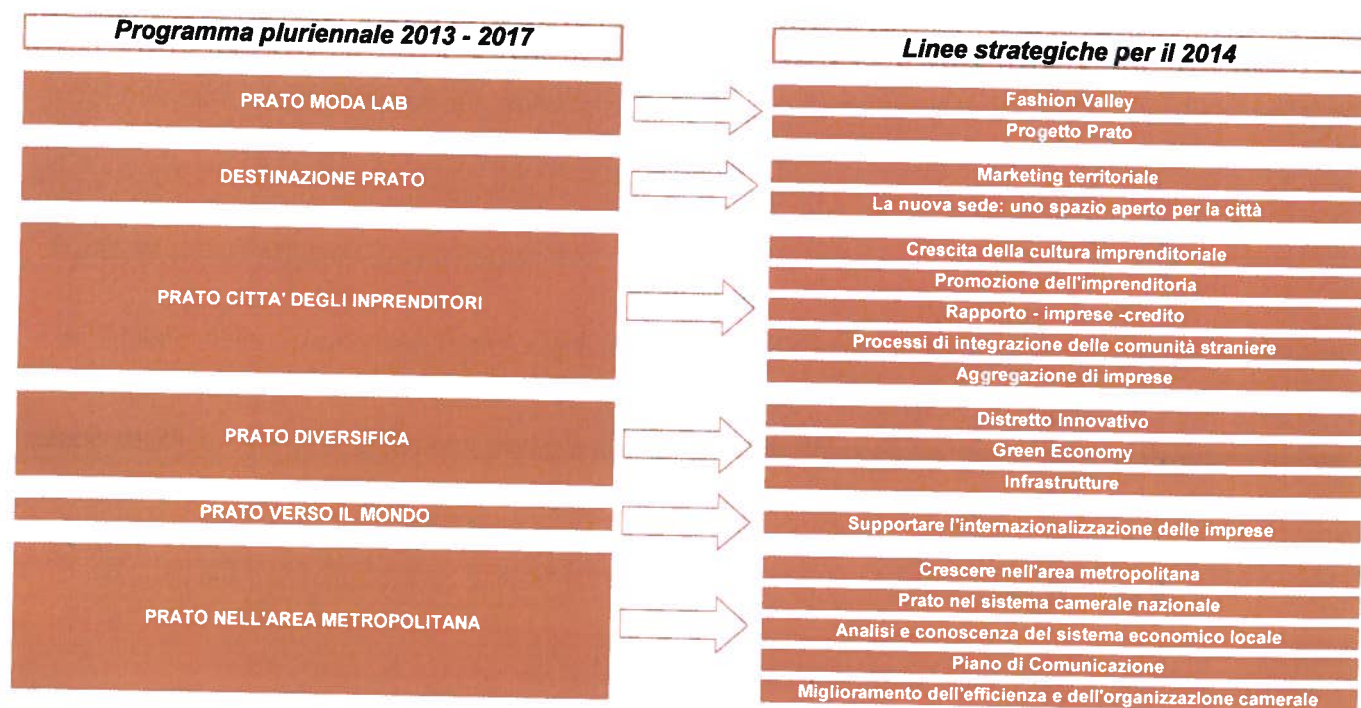 Programma pluriennale 2013 - 2017
Linee strategiche per il 2014
PRATO MODA LAB
Fashion Valley
Progetto Prato
DESTINAZIONE PRATO
Marketing territoriale
La nuova sede: uno spazio aperto per la città
PRATO CITTA' DEGLI INPRENDITORI
Crescita della cultura imprenditoriale
Promozione dell'imprenditoria
Rapporto - imprese -credito
Processi di integrazione delle comunità straniere
Aggregazione di imprese
PRATO DIVERSIFICA
Distretto Innovativo
Green Economy
Infrastrutture
PRATO VERSO IL MONDO
Supportare l'internazionalizzazione delle imprese
PRATO NELL'AREA METROPOLITANA
Crescere nell'area metropolitana
Prato nel sistema camerale nazionale
Analisi e conoscenza del sistema economico locale
Piano di Comunicazione
Miglioramento dell'efficienza e dell'organizzazione camerale